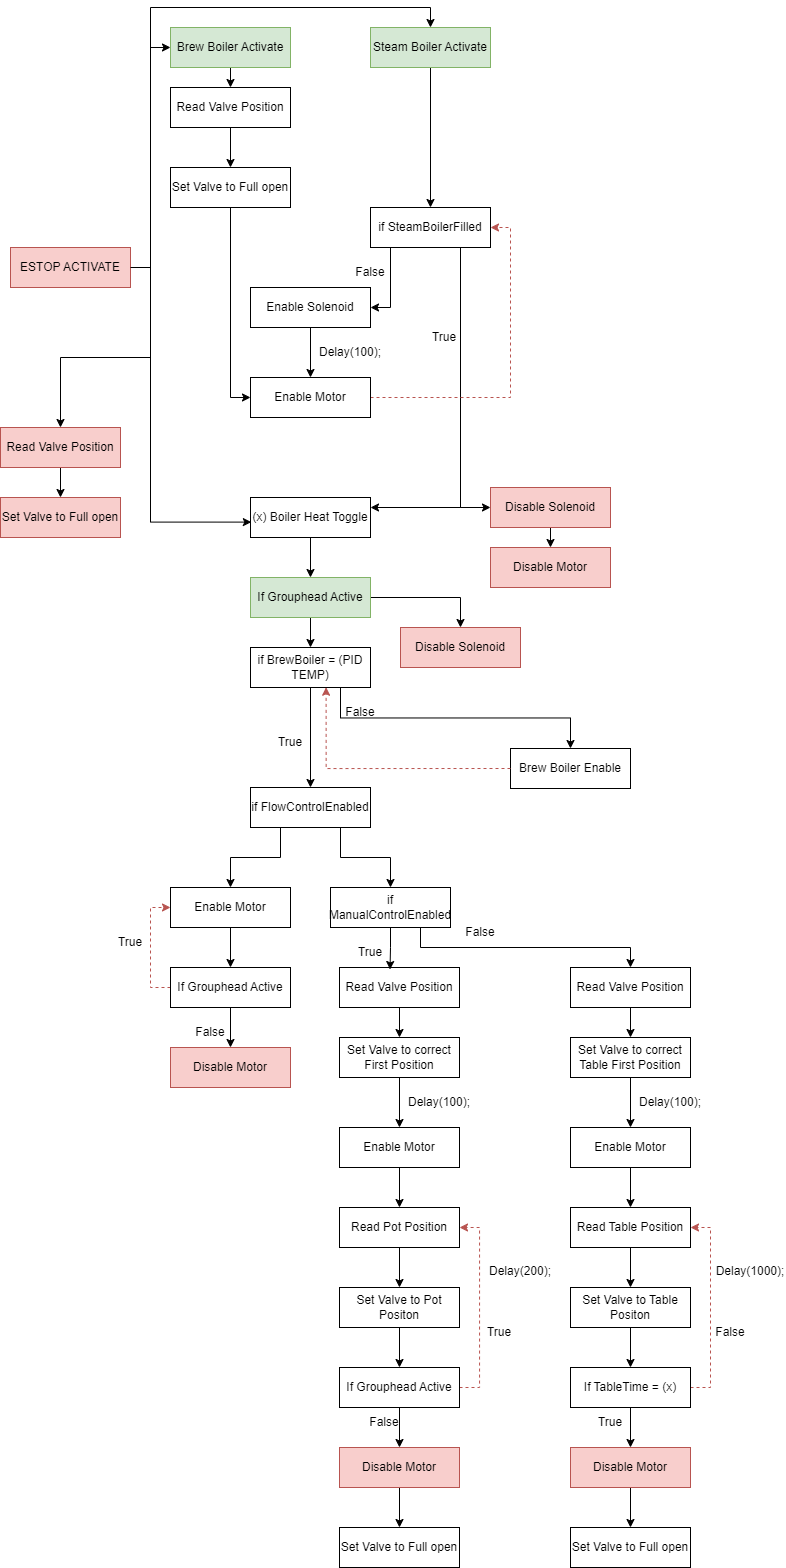 Brew Boiler Activate
Steam Boiler Activate
Read Valve Position
Set Valve to Full open
if SteamBoilerFilled
ESTOP ACTIVATE
False
Enable Solenoid
True
Delay(100);
Enable Motor
Read Valve Position
Set Valve to Full open
(x) Boiler Heat Toggle
Disable Solenoid
Disable Motor
If Grouphead Active
Disable Solenoid
if BrewBoiler = (PID
TEMP)
False
True
Brew Boiler Enable
if FlowControlEnabled
Enable Motor
if
ManualControlEnabled
False
True
True
If Grouphead Active
Read Valve Position
Read Valve Position
False
Disable Motor
Set Valve to correct
First Position
Set Valve to correct
Table First Position
Delay(100);
Delay(100);
Enable Motor
Enable Motor
Read Pot Position
Read Table Position
Delay(200);
Delay(1000);
Set Valve to Pot
Positon
Set Valve to Table
Positon
True
False
If Grouphead Active
If TableTime = (x)
False
True
Disable Motor
Disable Motor
Set Valve to Full open
Set Valve to Full open